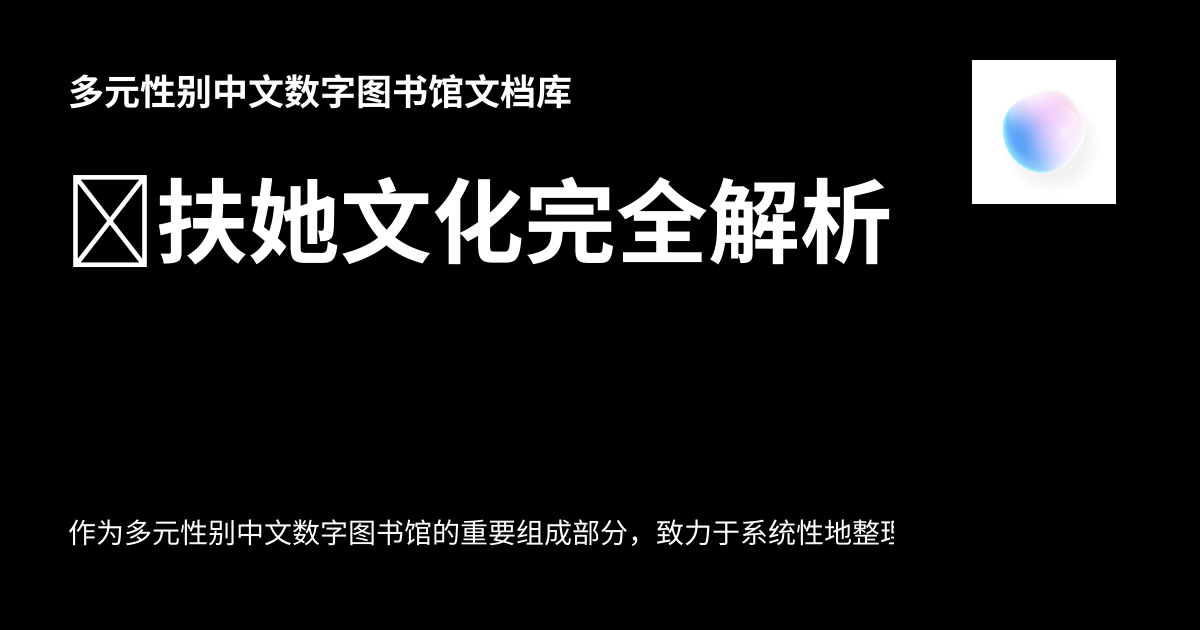 多元性别中文数字图书馆文档库
扶她文化完全解析
作为多元性别中文数字图书馆的重要组成部分，致力于系统性地整理